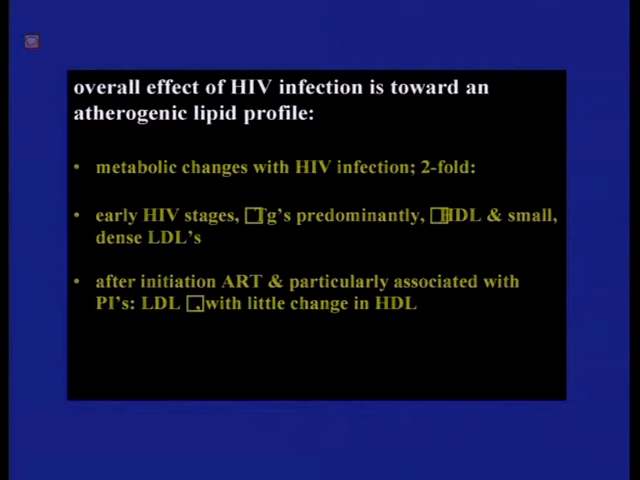 overall effect of HIV infection is toward an
atherogenic lipid profile:
• metabolic changes with HIV infection; 2-fold:
• early HIV stages, □Tg's predominantly, □HDL & small,
dense LDL's
• after initiation ART & particularly associated with
PI's: LDL □, with little change in HDL